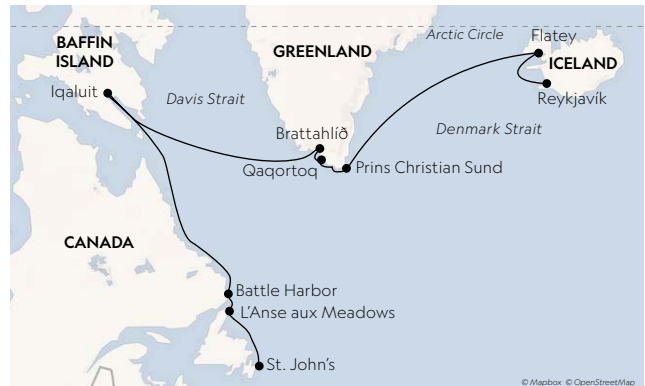 Arctic Circle
Flatey
BAFFIN
ISLAND
GREENLAND
ICELAND
Iqaluit
Davis Strait
Reykjavík
Denmark Strait
Brattahlíð
Qaqortoq
Prins Christian Sund
CANADA
Battle Harbor
L'Anse aux Meadows
St. John's
© Mapbox © OpenStreetMap